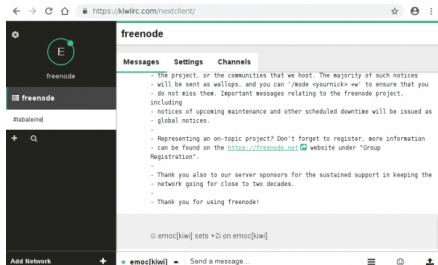 https://kiwiirc.com/nextclient/
E
freenode
freenode
#labaleine
Add Network
freenode
Messages Settings Channels
- the project, or the communities that we host. The majority of such notices
- will be sent as wallops, and you can '/mode <yournick> +w' to ensure that you
- do not miss them. Important messages relating to the freenode project,
including
- notices of upcoming maintenance and other scheduled downtime will be issued as
- global notices.
-
- Representing an on-topic project? Don't forget to register, more information
- can be found on the https://freenode.net website under "Group
Registration".
-
- Thank you also to our server sponsors for the sustained support in keeping the
- network going for close to two decades.
-
- Thank you for using freenode!
emoc[kiwi] sets +Zi on emoc[kiwi]
emoc[kiwi] Send a message...